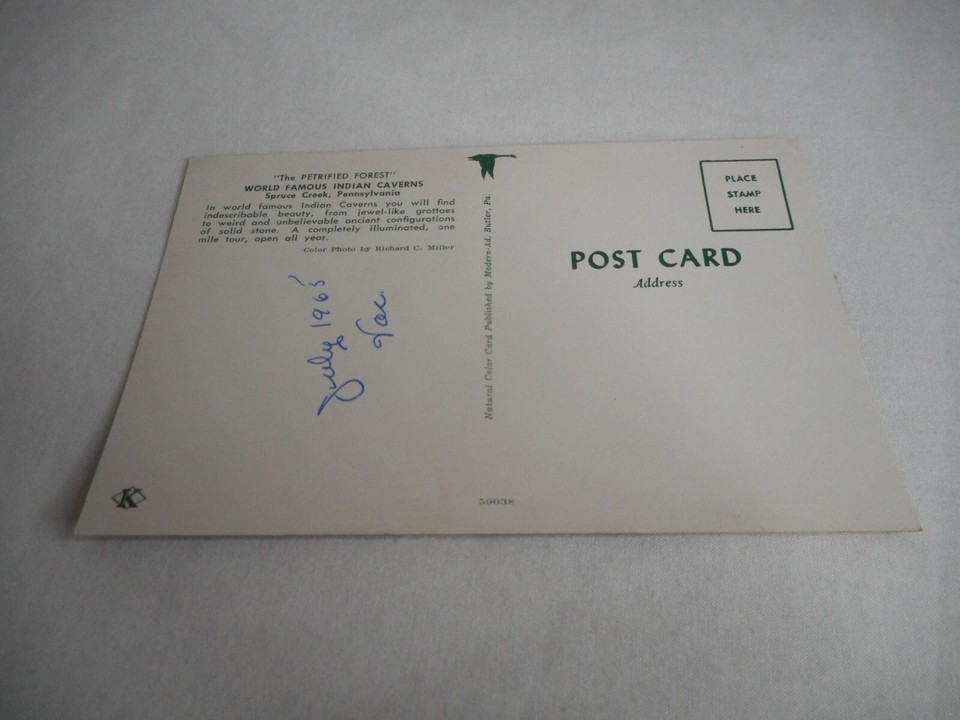 "The PETRIFIED FOREST"
WORLD FAMOUS INDIAN CAVERNS
Spruce Creek, Pennsylvania
In world famous Indian Caverns you will find
indescribable beauty, from jewel-like grottoes
to weird and unbelievable ancient configurations
of solid stone. A completely illuminated, one
mile tour, open all year.
Color Photo by Richard C. Miller
July 1965
Vac.
K
Natural Color Card Published by Modern-Ad, Butler, Pa.
59038
PLACE
STAMP
HERE
POST CARD
Address